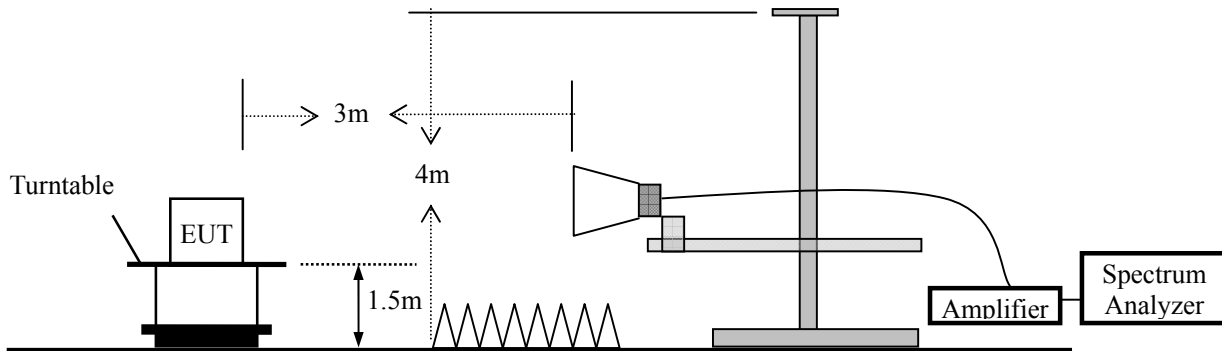 3m
4m
Turntable
EUT
1.5m
Amplifier
Spectrum
Analyzer